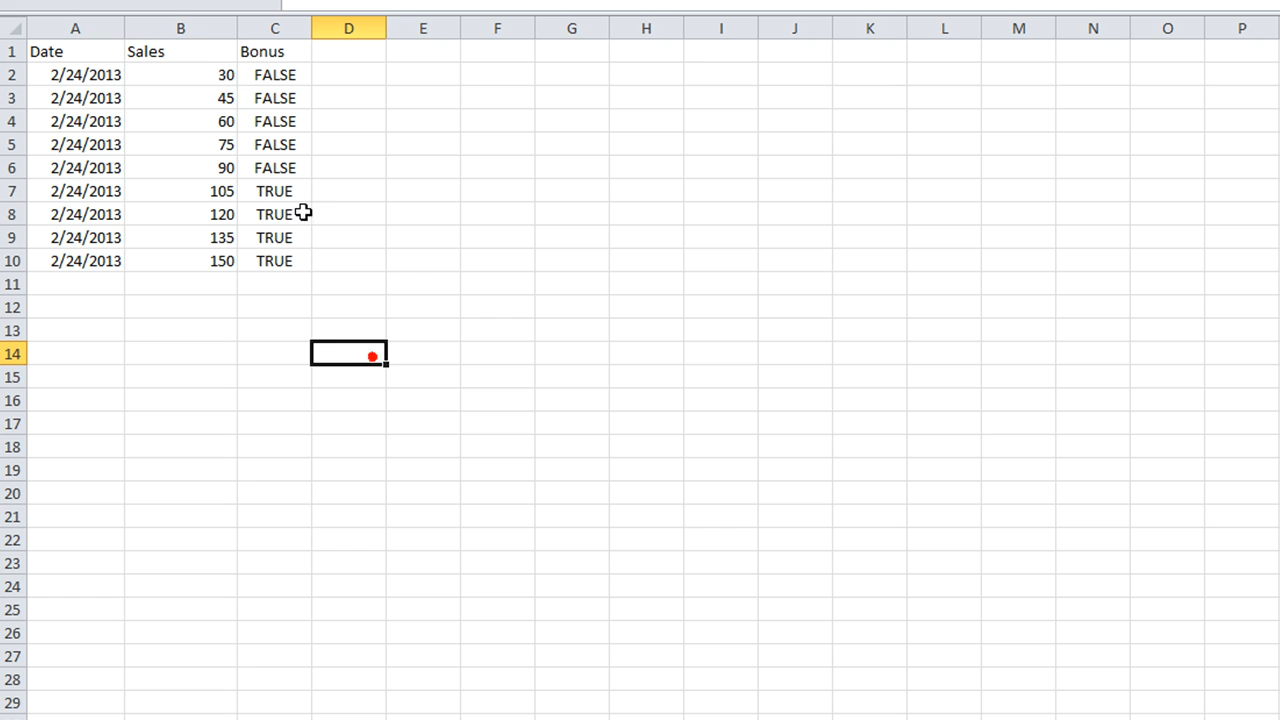 A B C D E F G H I J K L M N O P
1 Date Sales Bonus
2 2/24/2013 30 FALSE
3 2/24/2013 45 FALSE
4 2/24/2013 60 FALSE
5 2/24/2013 75 FALSE
6 2/24/2013 90 FALSE
7 2/24/2013 105 TRUE
8 2/24/2013 120 TRUE
9 2/24/2013 135 TRUE
10 2/24/2013 150 TRUE
11
12
13
14
15
16
17
18
19
20
21
22
23
24
25
26
27
28
29